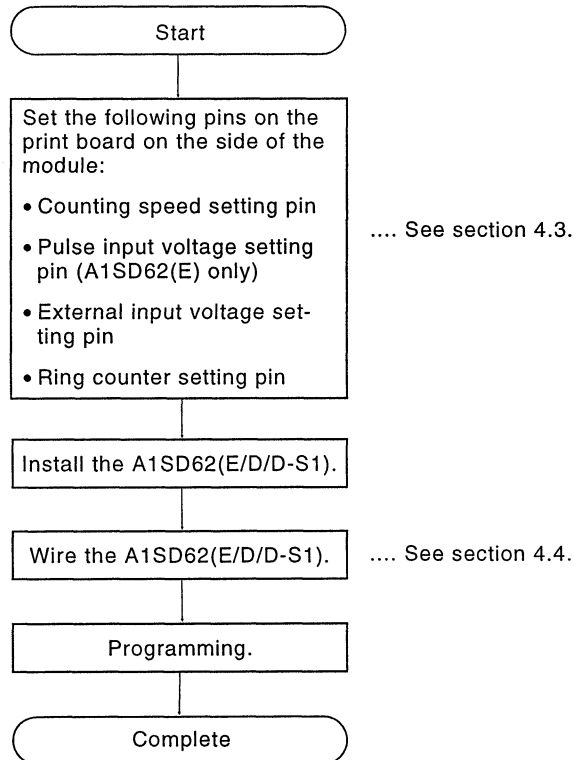 Start
Set the following pins on the
print board on the side of the
module:
• Counting speed setting pin
.... See section 4.3.
• Pulse input voltage setting
pin (A1SD62(E) only)
• External input voltage set-
ting pin
• Ring counter setting pin
Install the A1SD62(E/D/D-S1).
Wire the A1SD62(E/D/D-S1).
.... See section 4.4.
Programming.
Complete